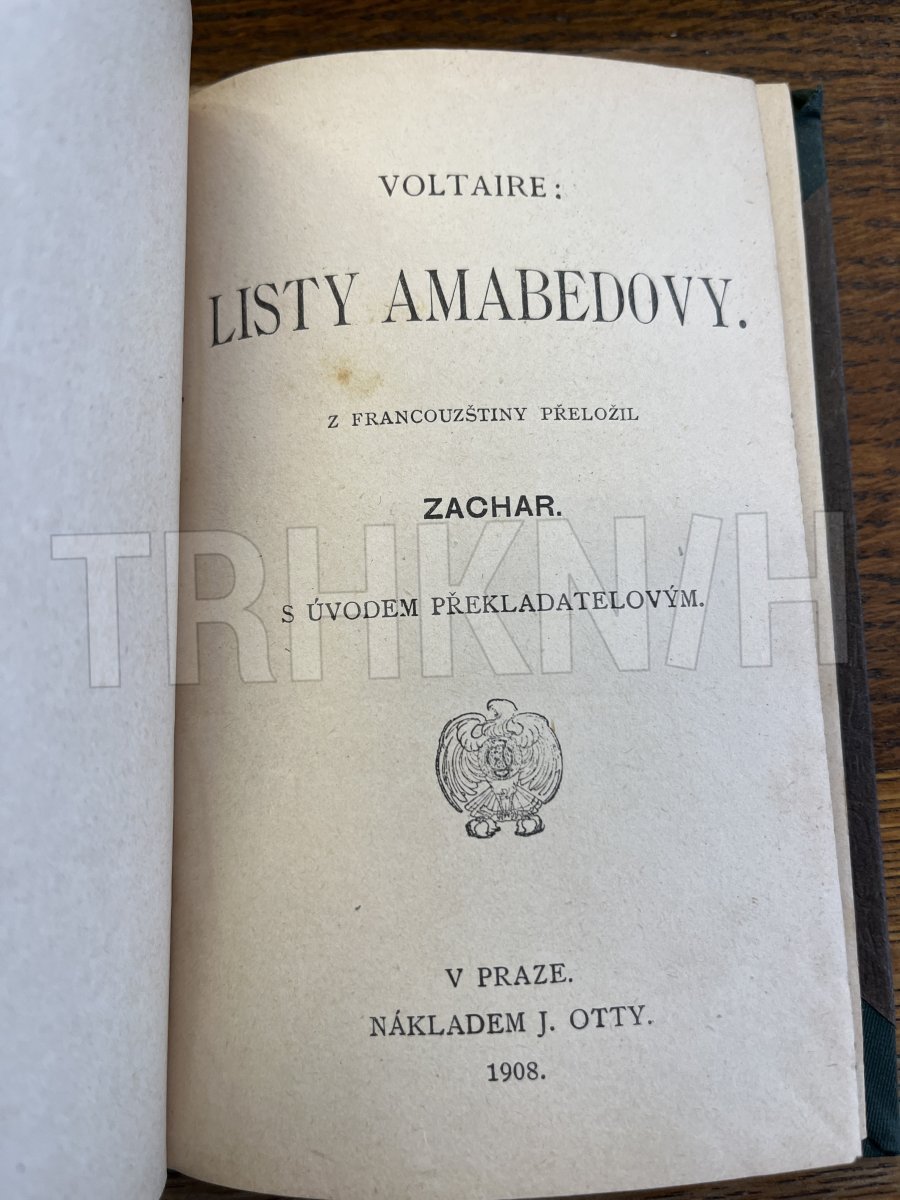 VOLTAIRE:
LISTY AMABEDOVY.
Z FRANCOUZŠTINY PŘELOŽIL
ZACHAR.
TRHKNIH
S ÚVODEM PŘEKLADATELOVÝM.
V PRAZE.
NÁKLADEM J. OTTY.
1908.